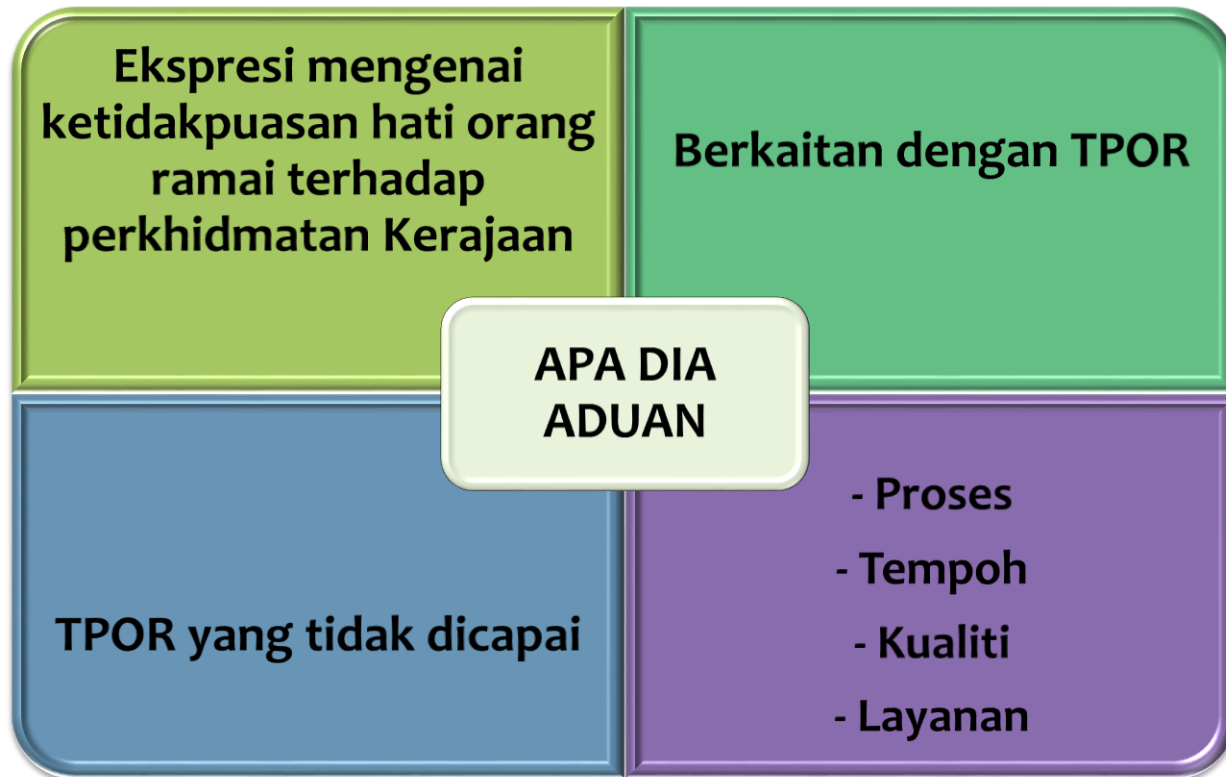 Ekspresi mengenai
ketidakpuasan hati orang
ramai terhadap
perkhidmatan Kerajaan
Berkaitan dengan TPOR
APA DIA
ADUAN
TPOR yang tidak dicapai
- Proses
- Tempoh
- Kualiti
- Layanan